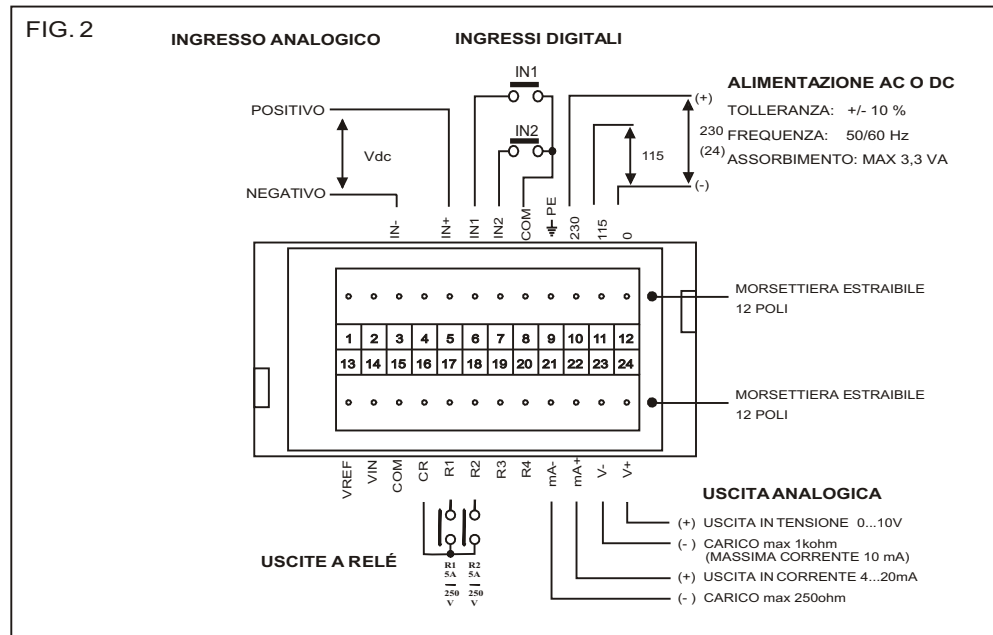 FIG. 2
INGRESSO ANALOGICO
INGRESSI DIGITALI
IN1
ALIMENTAZIONE AC O DC
POSITIVO
(+)
TOLLERANZA: +/- 10 %
IN2
230
FREQUENZA: 50/60 Hz
Vdc
115
(24)
ASSORBIMENTO: MAX 3,3 VA
NEGATIVO
(-)
IN-
IN+
IN1
IN2
COM
PE
230
115
0
MORSETTIERA ESTRAIBILE
12 POLI
1 2 3 4 5 6 7 8 9 10 11 12
13 14 15 16 17 18 19 20 21 22 23 24
MORSETTIERA ESTRAIBILE
12 POLI
VREF
VIN
COM
CR
R1
R2
R3
R4
mA-
mA+
V-
V+
USCITA ANALOGICA
(+) USCITA IN TENSIONE 0...10V
(-) CARICO max 1kohm
(MASSIMA CORRENTE 10 mA)
(+) USCITA IN CORRENTE 4...20mA
(-) CARICO max 250ohm
USCITE A RELÉ
R1 R2
5A 5A
250 250
V V